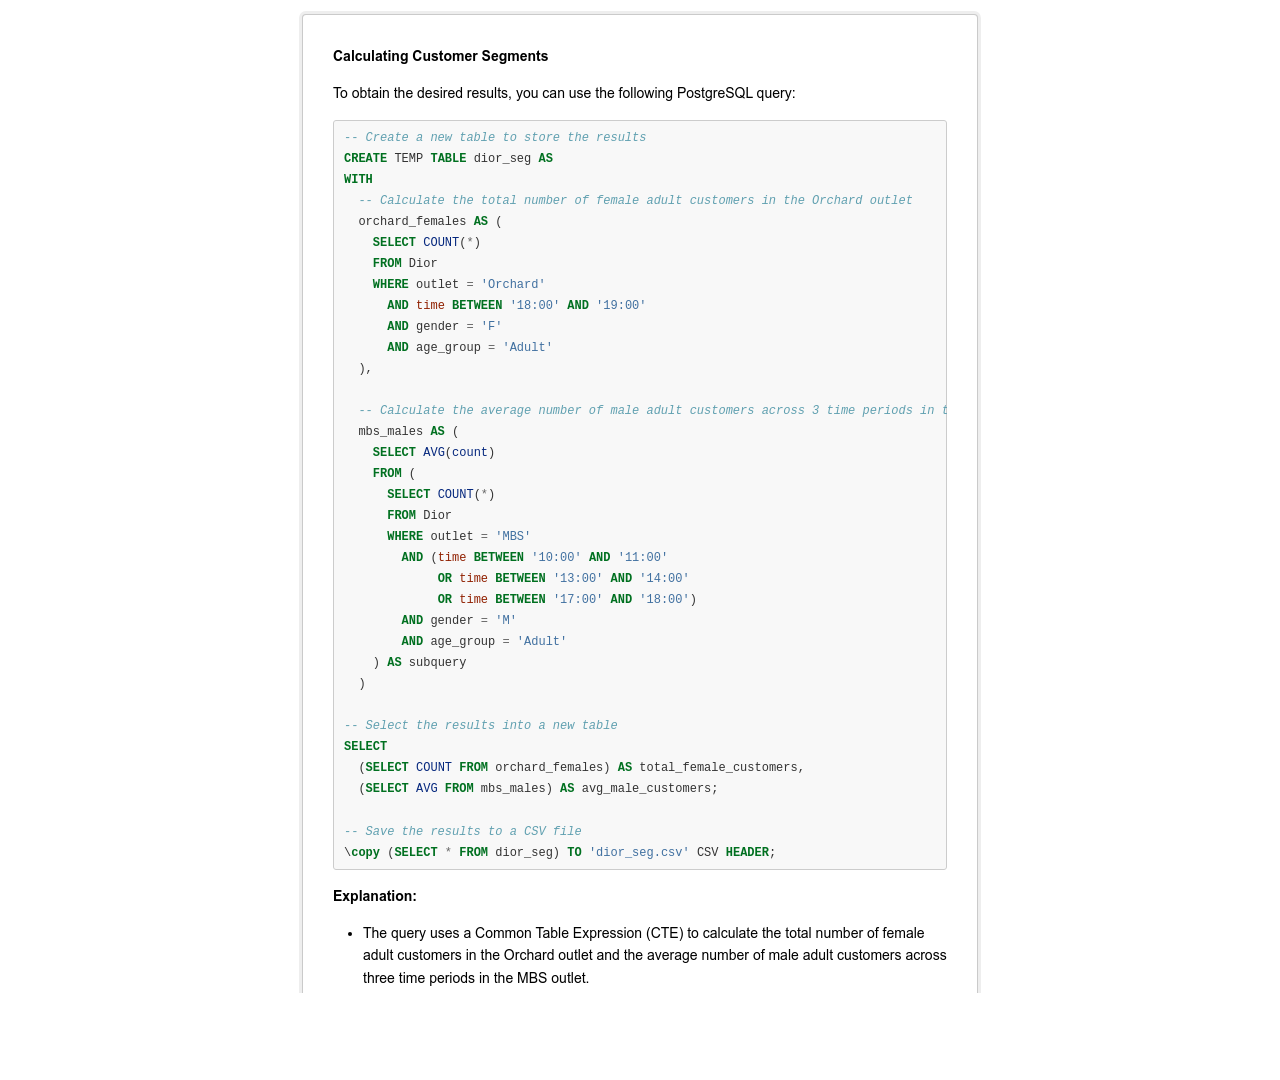 Calculating Customer Segments
To obtain the desired results, you can use the following PostgreSQL query:
-- Create a new table to store the results
CREATE TEMP TABLE dior_seg AS
WITH
  -- Calculate the total number of female adult customers in the Orchard outlet
  orchard_females AS (
    SELECT COUNT(*)
    FROM Dior
    WHERE outlet = 'Orchard'
      AND time BETWEEN '18:00' AND '19:00'
      AND gender = 'F'
      AND age_group = 'Adult'
  ),
  -- Calculate the average number of male adult customers across 3 time periods in t
  mbs_males AS (
    SELECT AVG(count)
    FROM (
      SELECT COUNT(*)
      FROM Dior
      WHERE outlet = 'MBS'
        AND (time BETWEEN '10:00' AND '11:00'
             OR time BETWEEN '13:00' AND '14:00'
             OR time BETWEEN '17:00' AND '18:00')
        AND gender = 'M'
        AND age_group = 'Adult'
    ) AS subquery
  )
-- Select the results into a new table
SELECT
  (SELECT COUNT FROM orchard_females) AS total_female_customers,
  (SELECT AVG FROM mbs_males) AS avg_male_customers;
-- Save the results to a CSV file
\copy (SELECT * FROM dior_seg) TO 'dior_seg.csv' CSV HEADER;
Explanation:
• The query uses a Common Table Expression (CTE) to calculate the total number of female
adult customers in the Orchard outlet and the average number of male adult customers across
three time periods in the MBS outlet.